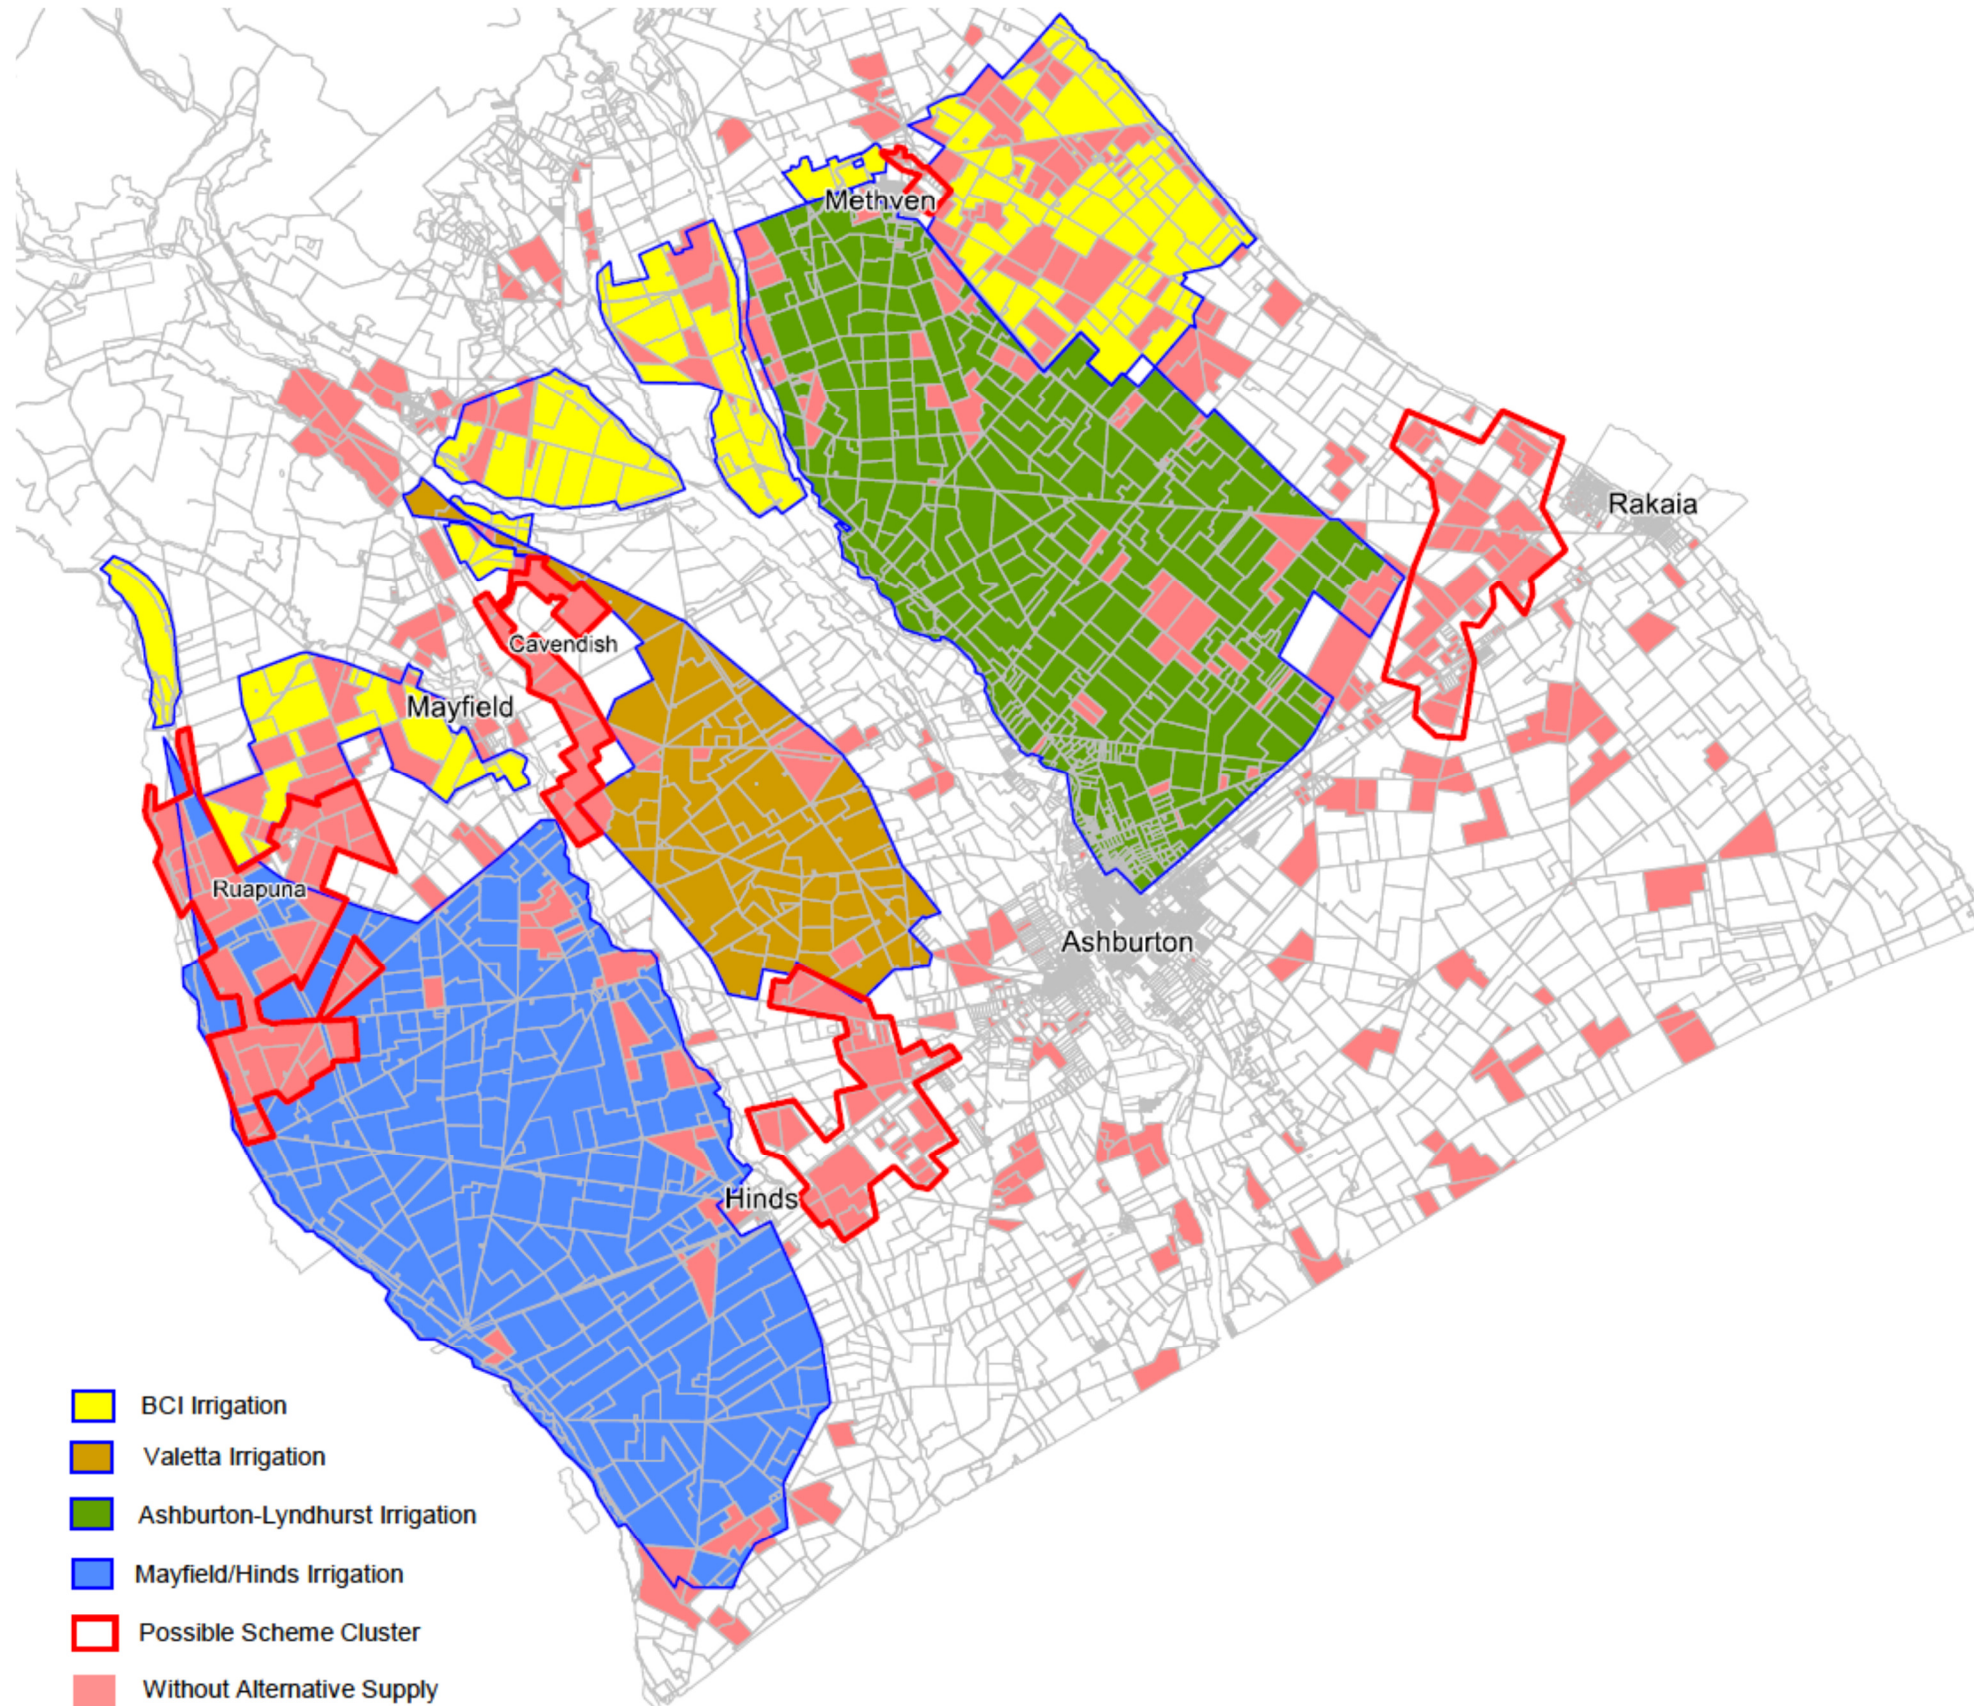 Methven
Rakaia
Cavendish
Mayfield
Ruapuna
Ashburton
Hinds
BCI Irrigation
Valetta Irrigation
Ashburton-Lyndhurst Irrigation
Mayfield/Hinds Irrigation
Possible Scheme Cluster
Without Alternative Supply